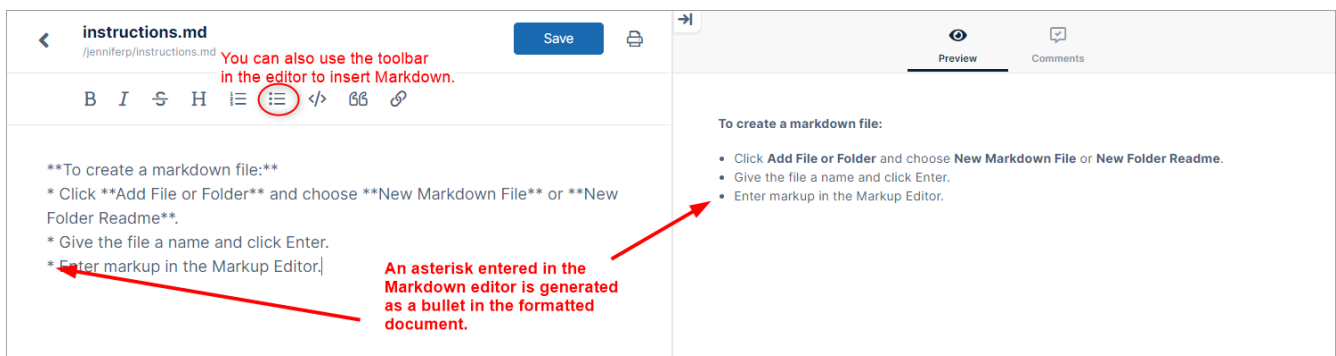 instructions.md
/jenniferp/instructions.md
Save
You can also use the toolbar
in the editor to insert Markdown.
B I S H </>
**To create a markdown file:**
* Click **Add File or Folder** and choose **New Markdown File** or **New
Folder Readme**.
* Give the file a name and click Enter.
* Enter markup in the Markup Editor.
An asterisk entered in the
Markdown editor is generated
as a bullet in the formatted
document.
Preview
Comments
To create a markdown file:
• Click Add File or Folder and choose New Markdown File or New Folder Readme.
• Give the file a name and click Enter.
• Enter markup in the Markup Editor.